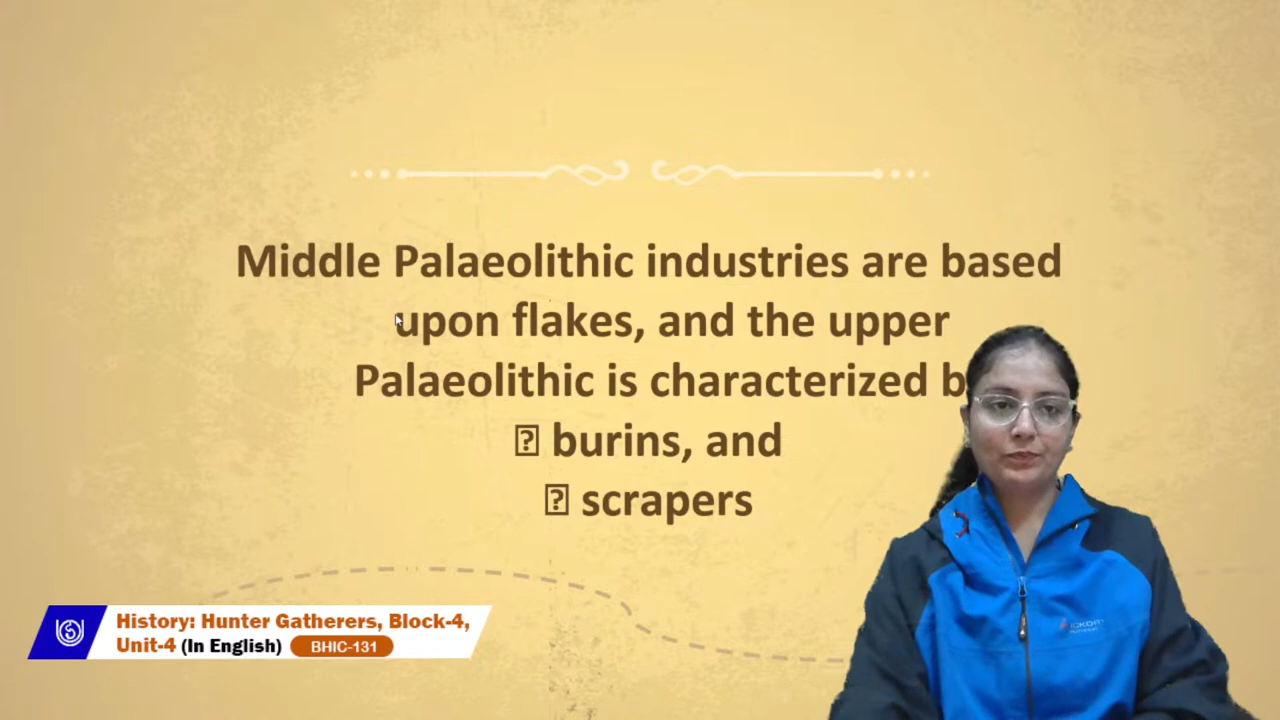 Middle Palaeolithic industries are based
upon flakes, and the upper
Palaeolithic is characterized b
⍰ burins, and
⍰ scrapers
History: Hunter Gatherers, Block-4,
Unit-4 (In English) BHIC-131